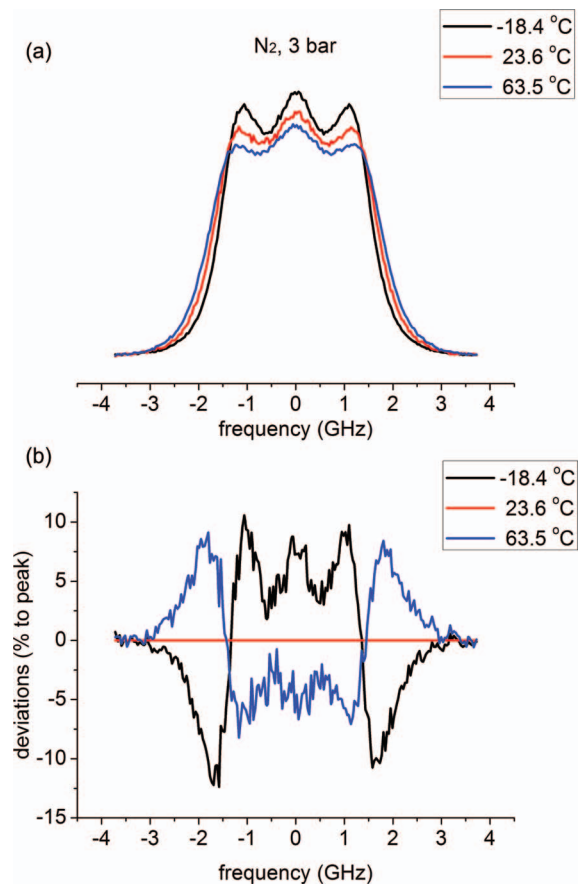 (a)
N₂, 3 bar
-18.4 °C
23.6 °C
63.5 °C
-4 -3 -2 -1 0 1 2 3 4
frequency (GHz)
(b)
-18.4 °C
23.6 °C
63.5 °C
deviations (% to peak)
10
5
0
-5
-10
-15
-4 -3 -2 -1 0 1 2 3 4
frequency (GHz)